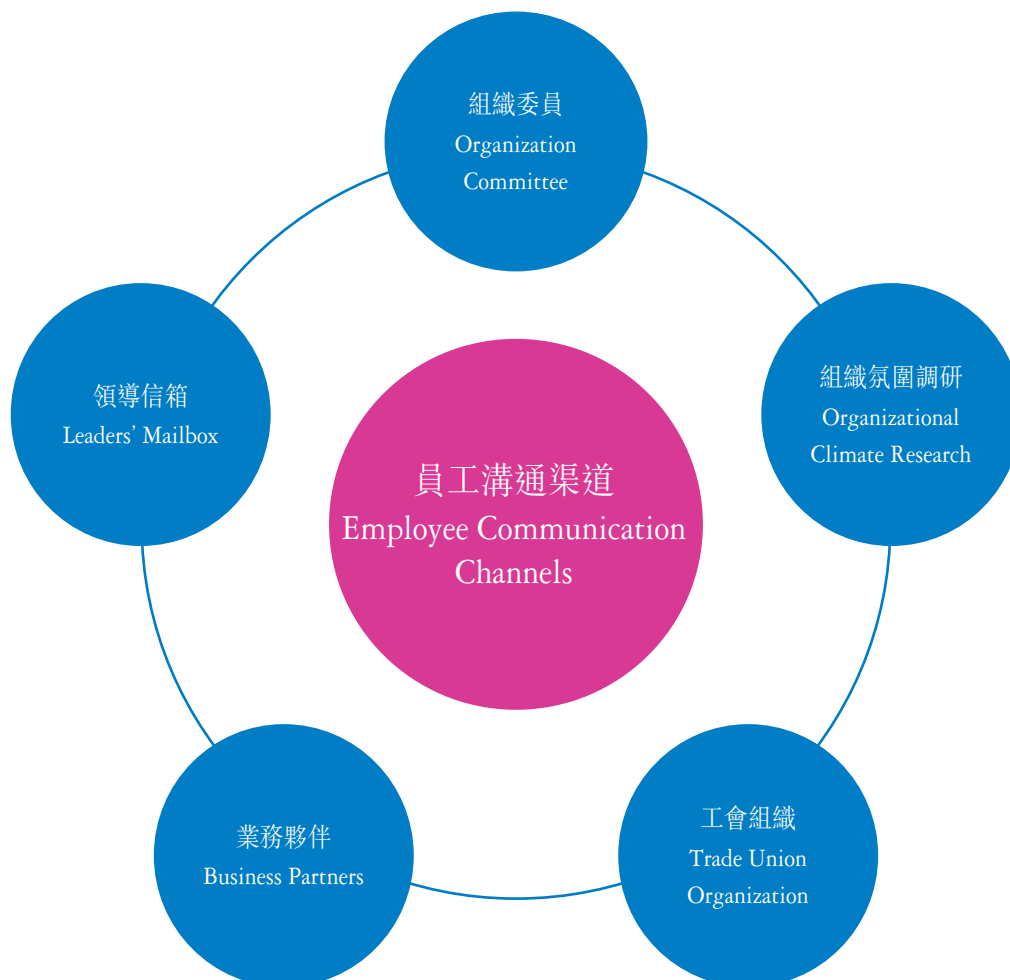 組織委員
Organization
Committee
領導信箱
Leaders’ Mailbox
組織氛圍調研
Organizational
Climate Research
員工溝通渠道
Employee Communication
Channels
業務夥伴
Business Partners
工會組織
Trade Union
Organization